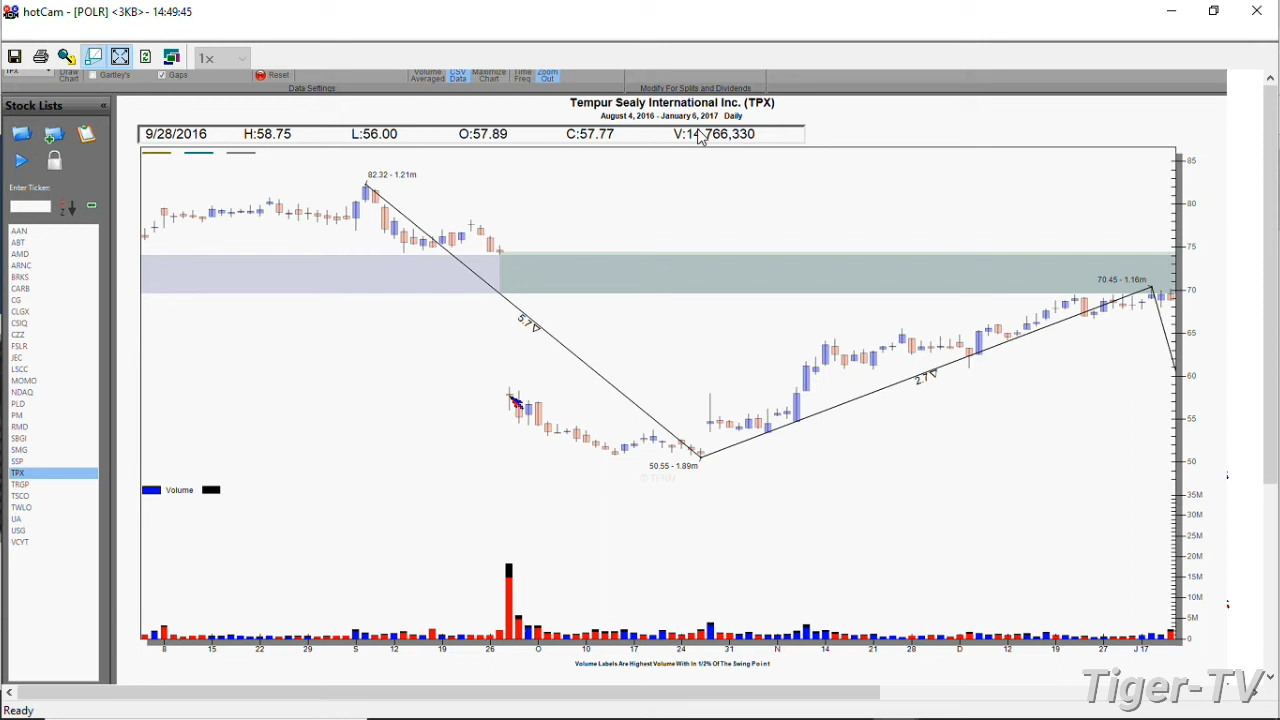 hotCam - [POLR] <3KB>- 14:49:45
1x
TPX
Draw Chart
Gartley's
Gaps
Reset
Volume Averaged
CSV Data
Maximize Chart
Time Freq
Zoom Out
Data Settings
Modify For Splits and Dividends
Stock Lists
«
Enter Ticker:
AAN
ABT
AMD
ARNC
BRKS
CARB
CG
CLGX
CSIQ
CZZ
FSLR
JEC
LSCC
MOMO
NDAQ
PLD
PM
RMD
SBGI
SMG
SSP
TPX
TRGP
TSCO
TWLO
UA
USG
VCYT
Tempur Sealy International Inc. (TPX)
August 4, 2016 - January 6, 2017 Daily
9/28/2016 H:58.75 L:56.00 O:57.89 C:57.77 V:14,766,330
82.32 - 1.21m
5.7∇
50.55 - 1.89m
2.7∇
70.45 - 1.16m
85
80
75
70
65
60
55
50
Volume
35M
30M
25M
20M
15M
10M
5M
0
8 15 22 29 S 12 19 26 O 10 17 24 N 14 21 28 D 12 19 27 J 17
Volume Labels Are Highest Volume With In 1/2% Of The Swing Point
Tiger-TV
Ready